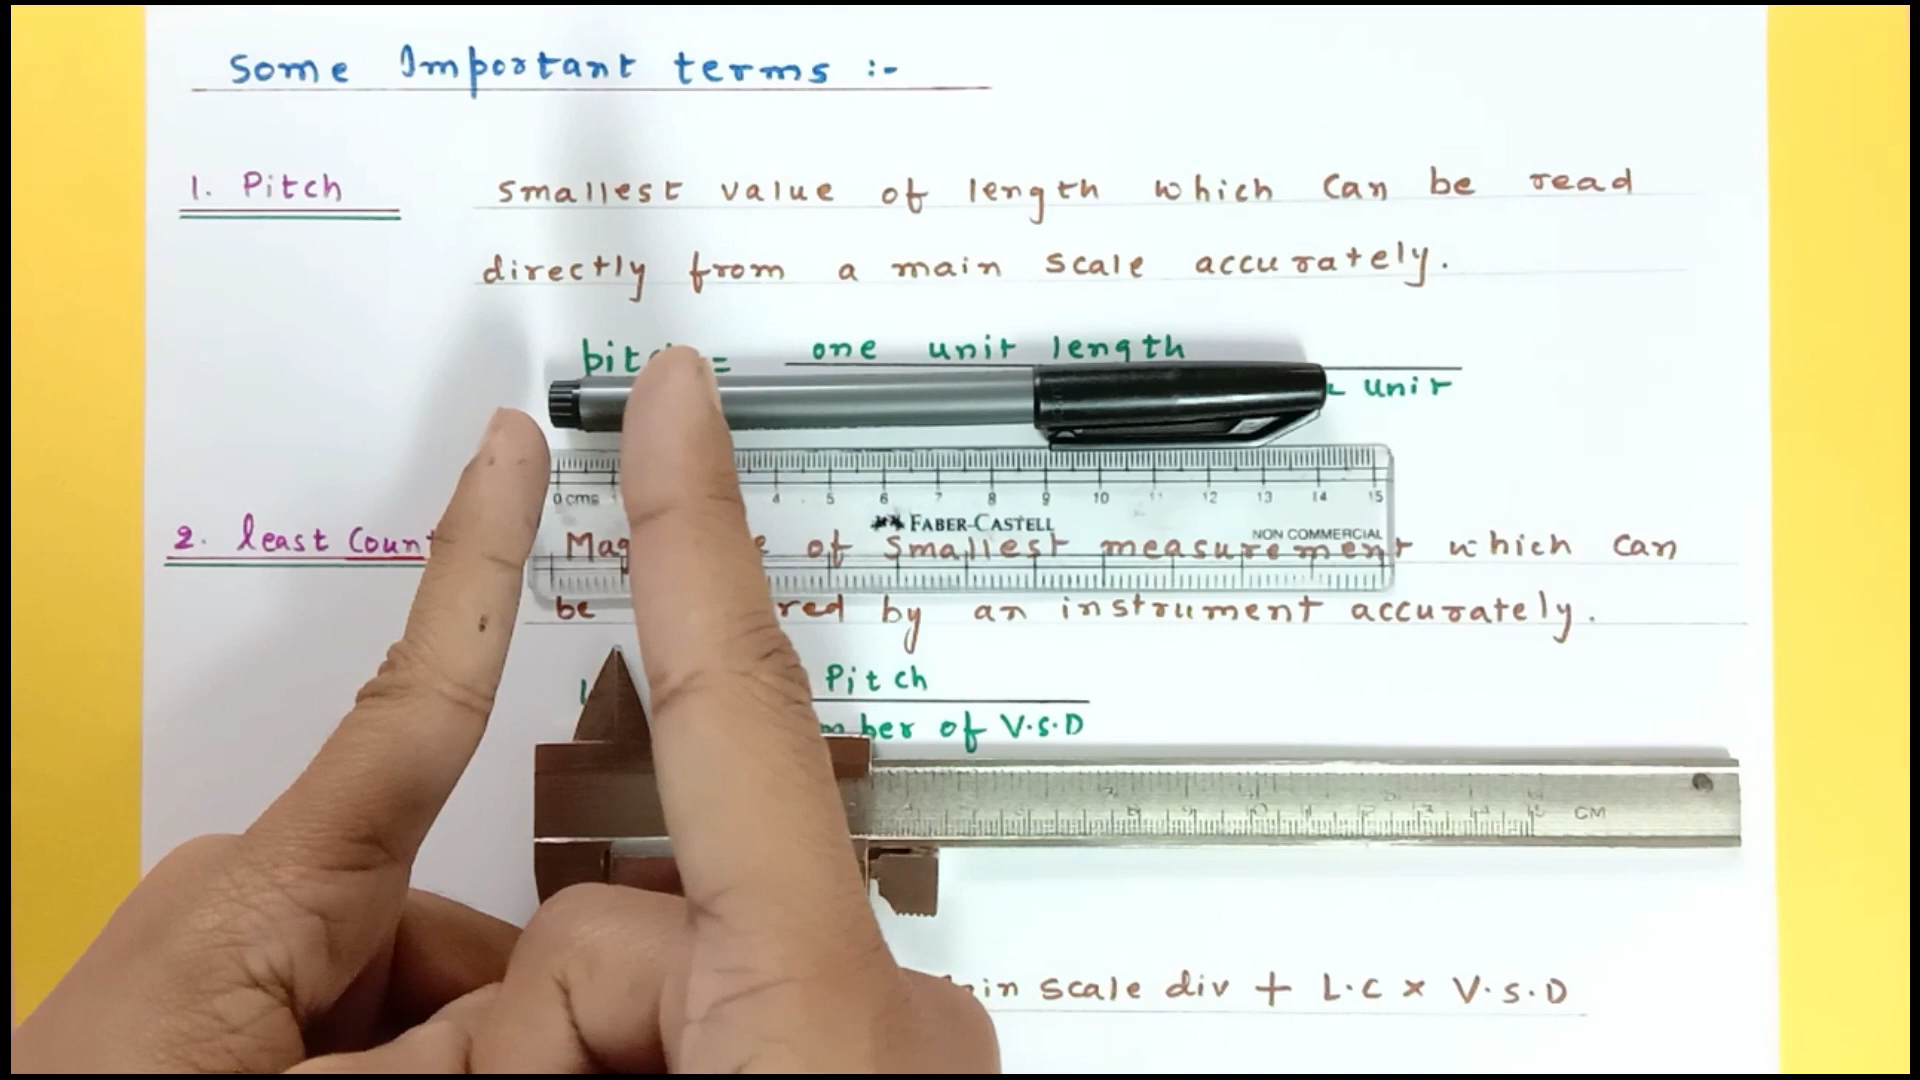 Some Important terms :-
1. Pitch
Smallest value of length which can be read
directly from a main scale accurately.
one unit length
unit
0 cms 1 4 5 6 7 8 9 10 11 12 13 14 15
FABER-CASTELL
NON COMMERCIAL
2. least Count
of smallest measurement which can
be by an instrument accurately.
Pitch
of V.S.D
CM
scale div + L.C x V.S.D